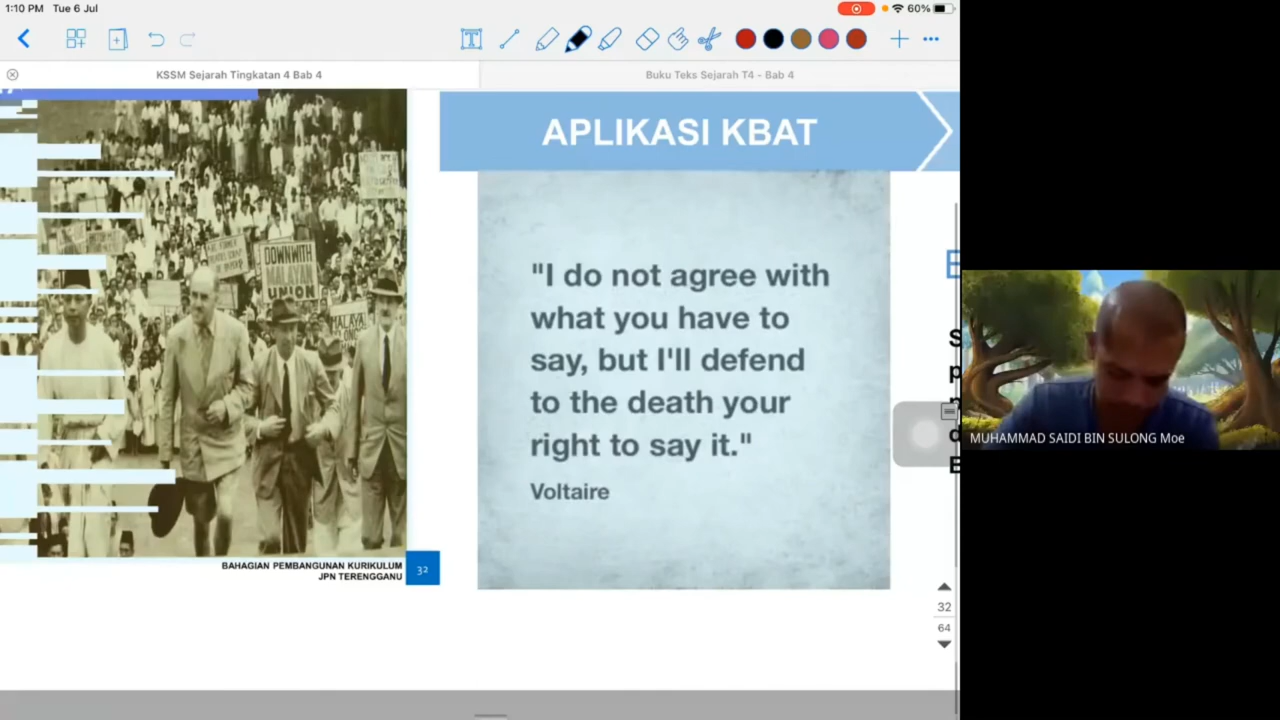 1:10 PM Tue 6 Jul
60%
KSSM Sejarah Tingkatan 4 Bab 4
Buku Teks Sejarah T4 - Bab 4
APLIKASI KBAT
DOWN WITH
MALAYAN
UNION
"I do not agree with
what you have to
say, but I'll defend
to the death your
right to say it."
Voltaire
BAHAGIAN PEMBANGUNAN KURIKULUM
JPN TERENGGANU
32
32
64
MUHAMMAD SAIDI BIN SULONG Moe